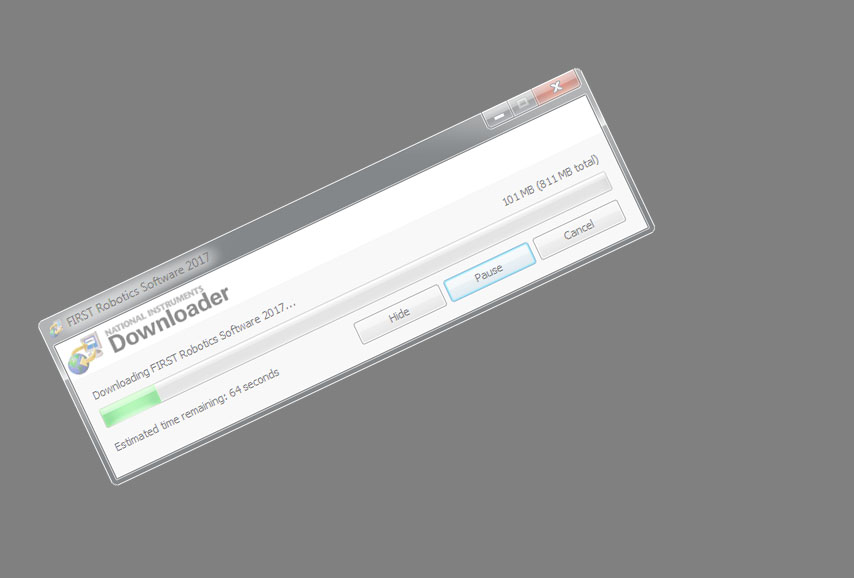 FIRST Robotics Software 2017
NATIONAL INSTRUMENTS
Downloader
Downloading FIRST Robotics Software 2017...
101 MB (811 MB total)
Estimated time remaining: 64 seconds
Hide
Pause
Cancel